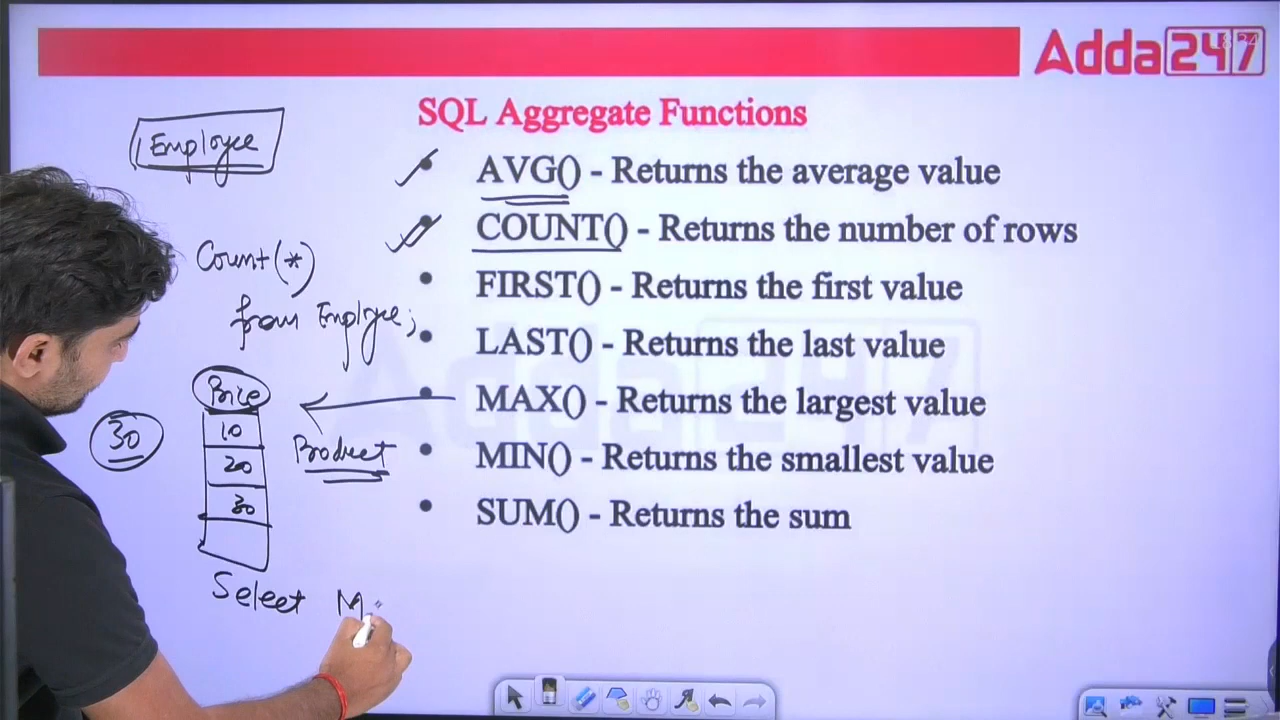 Adda247
SQL Aggregate Functions
Employee
AVG() - Returns the average value
COUNT() - Returns the number of rows
Count(*)
from Employee;
FIRST() - Returns the first value
LAST() - Returns the last value
MAX() - Returns the largest value
MIN() - Returns the smallest value
SUM() - Returns the sum
Price
10
20
30
30
Product
Select M